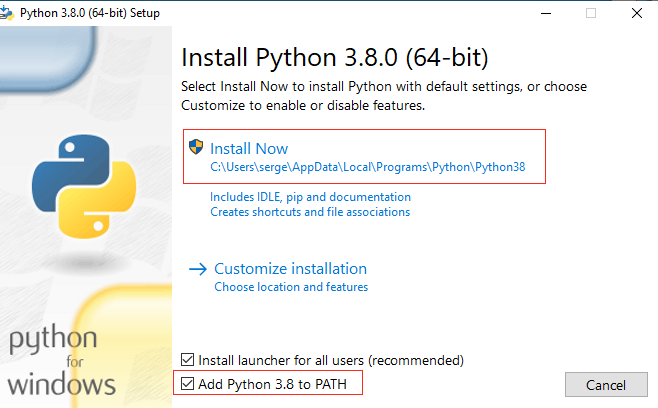 Python 3.8.0 (64-bit) Setup
Install Python 3.8.0 (64-bit)
Select Install Now to install Python with default settings, or choose
Customize to enable or disable features.
Install Now
C:\Users\serge\AppData\Local\Programs\Python\Python38
Includes IDLE, pip and documentation
Creates shortcuts and file associations
Customize installation
Choose location and features
Install launcher for all users (recommended)
Add Python 3.8 to PATH
Cancel
python
for
windows